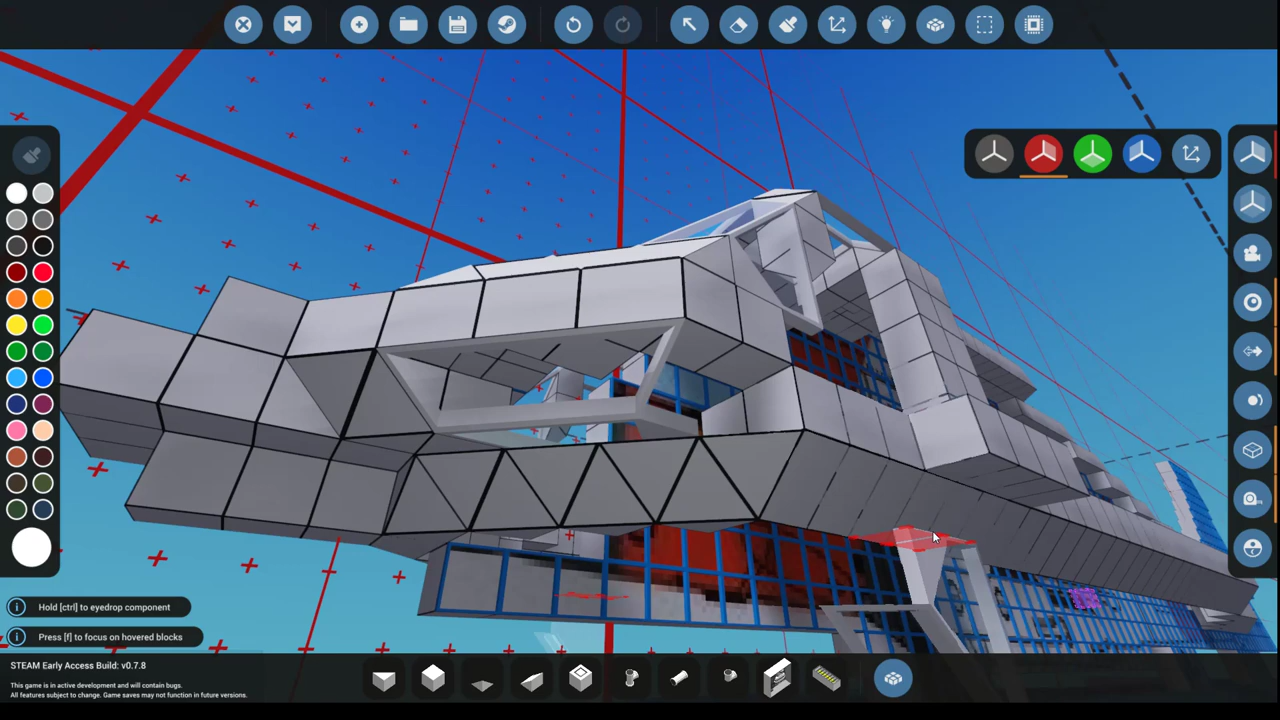 Hold [ctrl] to eyedrop component
Press [f] to focus on hovered blocks
STEAM Early Access Build: v0.7.8
This game is in active development and will contain bugs.
All features subject to change. Game saves may not function in future versions.